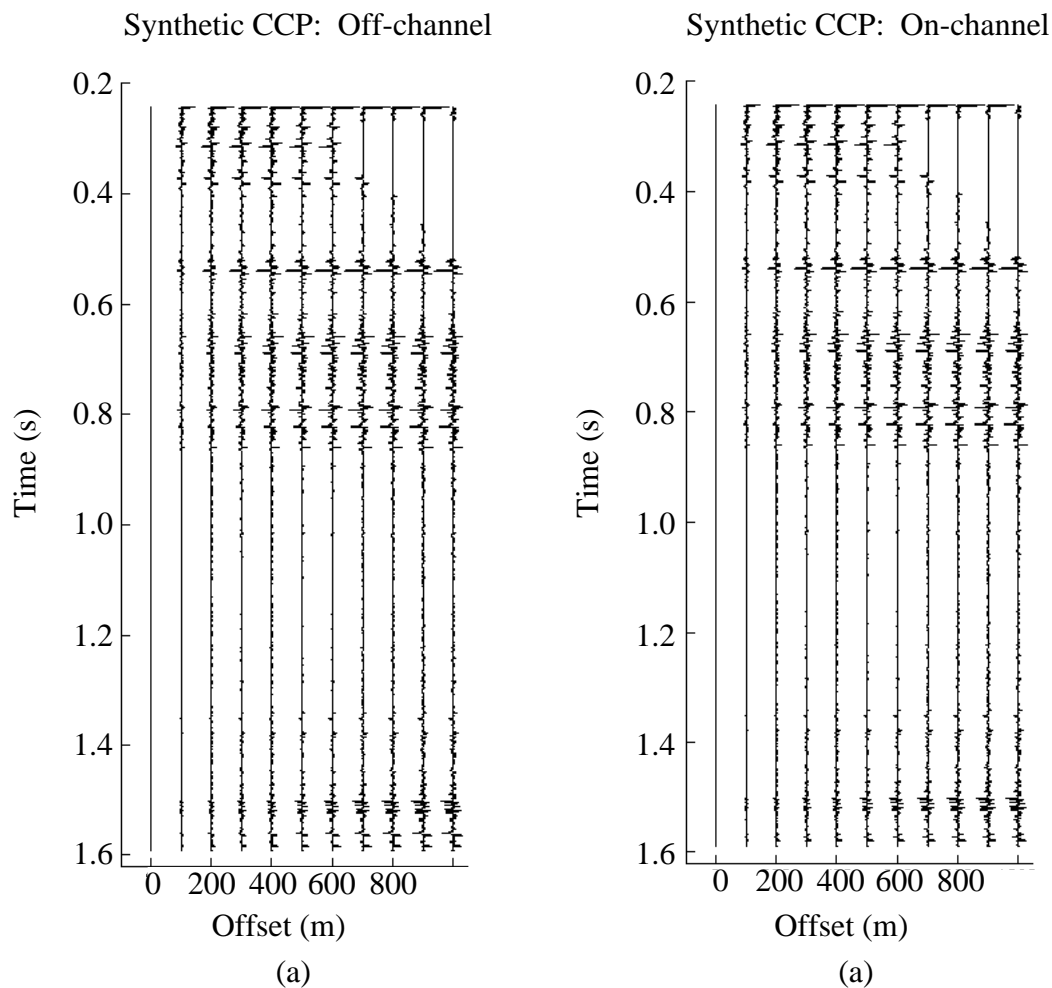 Synthetic CCP: Off-channel
0.2
0.4
0.6
0.8
1.0
1.2
1.4
1.6
Time (s)
0 200 400 600 800
Offset (m)
(a)
Synthetic CCP: On-channel
0.2
0.4
0.6
0.8
1.0
1.2
1.4
1.6
Time (s)
0 200 400 600 800
Offset (m)
(a)